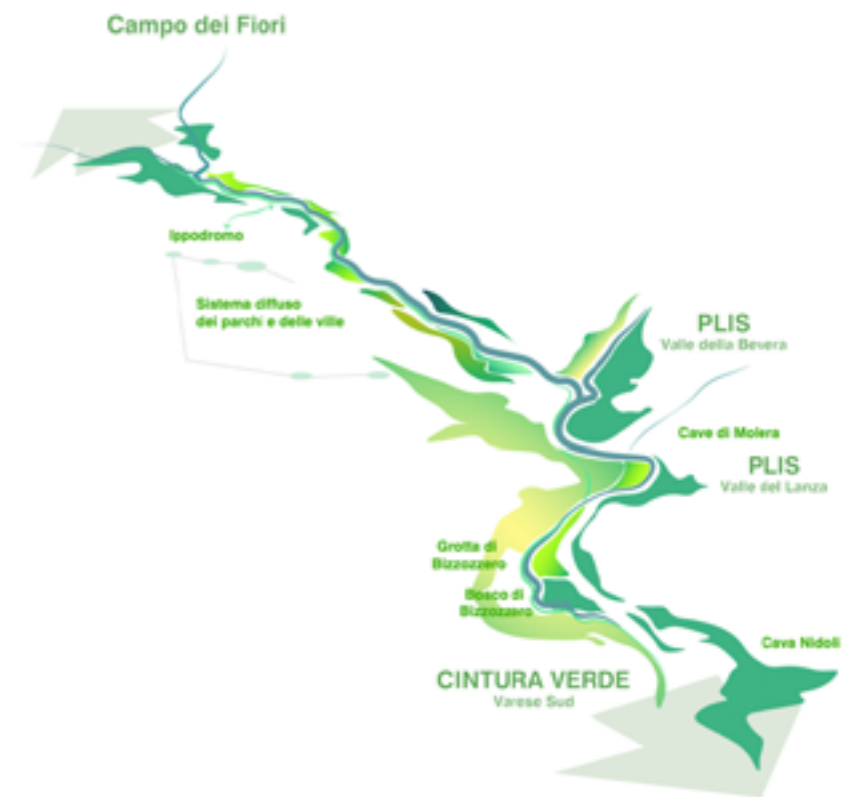 Campo dei Fiori
Ippodromo
Sistema diffuso
dei parchi e delle ville
PLIS
Valle della Bevera
Cave di Molera
PLIS
Valle del Lanza
Grotta di
Bizzozzero
Bosco di
Bizzozzero
Cava Nidoli
CINTURA VERDE
Varese Sud